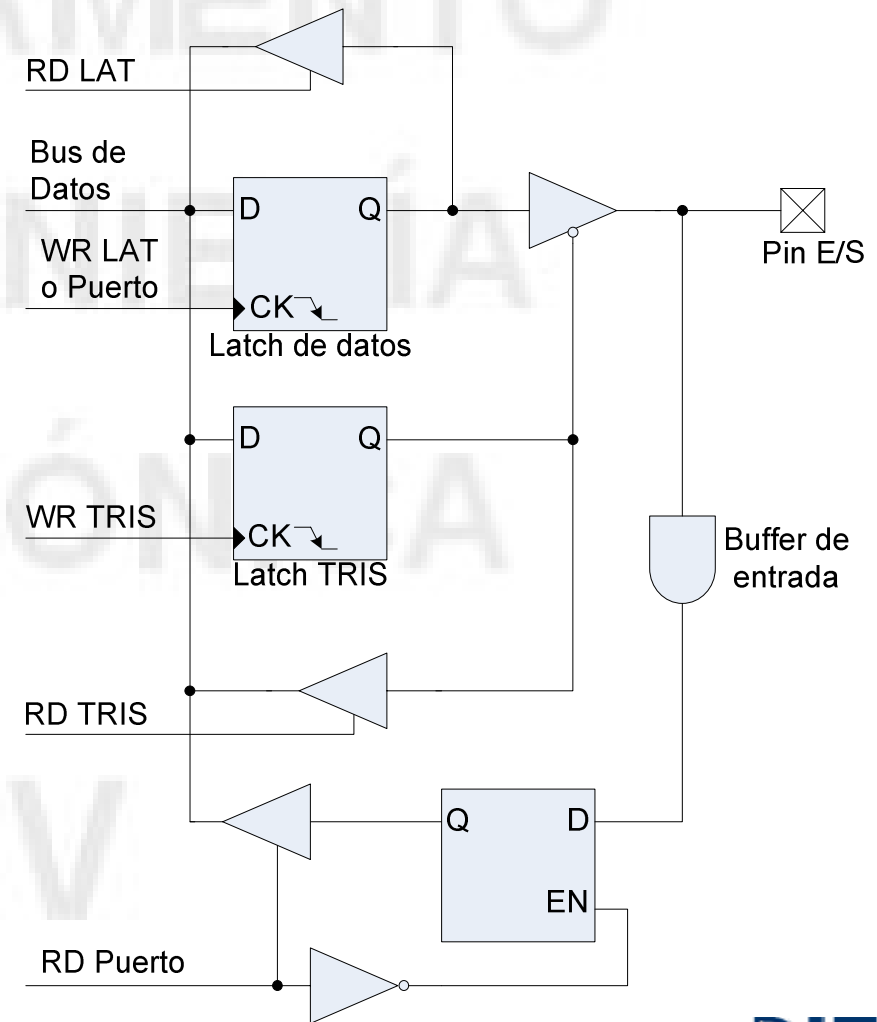 RD LAT
Bus de
Datos
D
Q
WR LAT
o Puerto
CK
Latch de datos
Pin E/S
D
Q
WR TRIS
CK
Latch TRIS
Buffer de
entrada
RD TRIS
Q
D
EN
RD Puerto